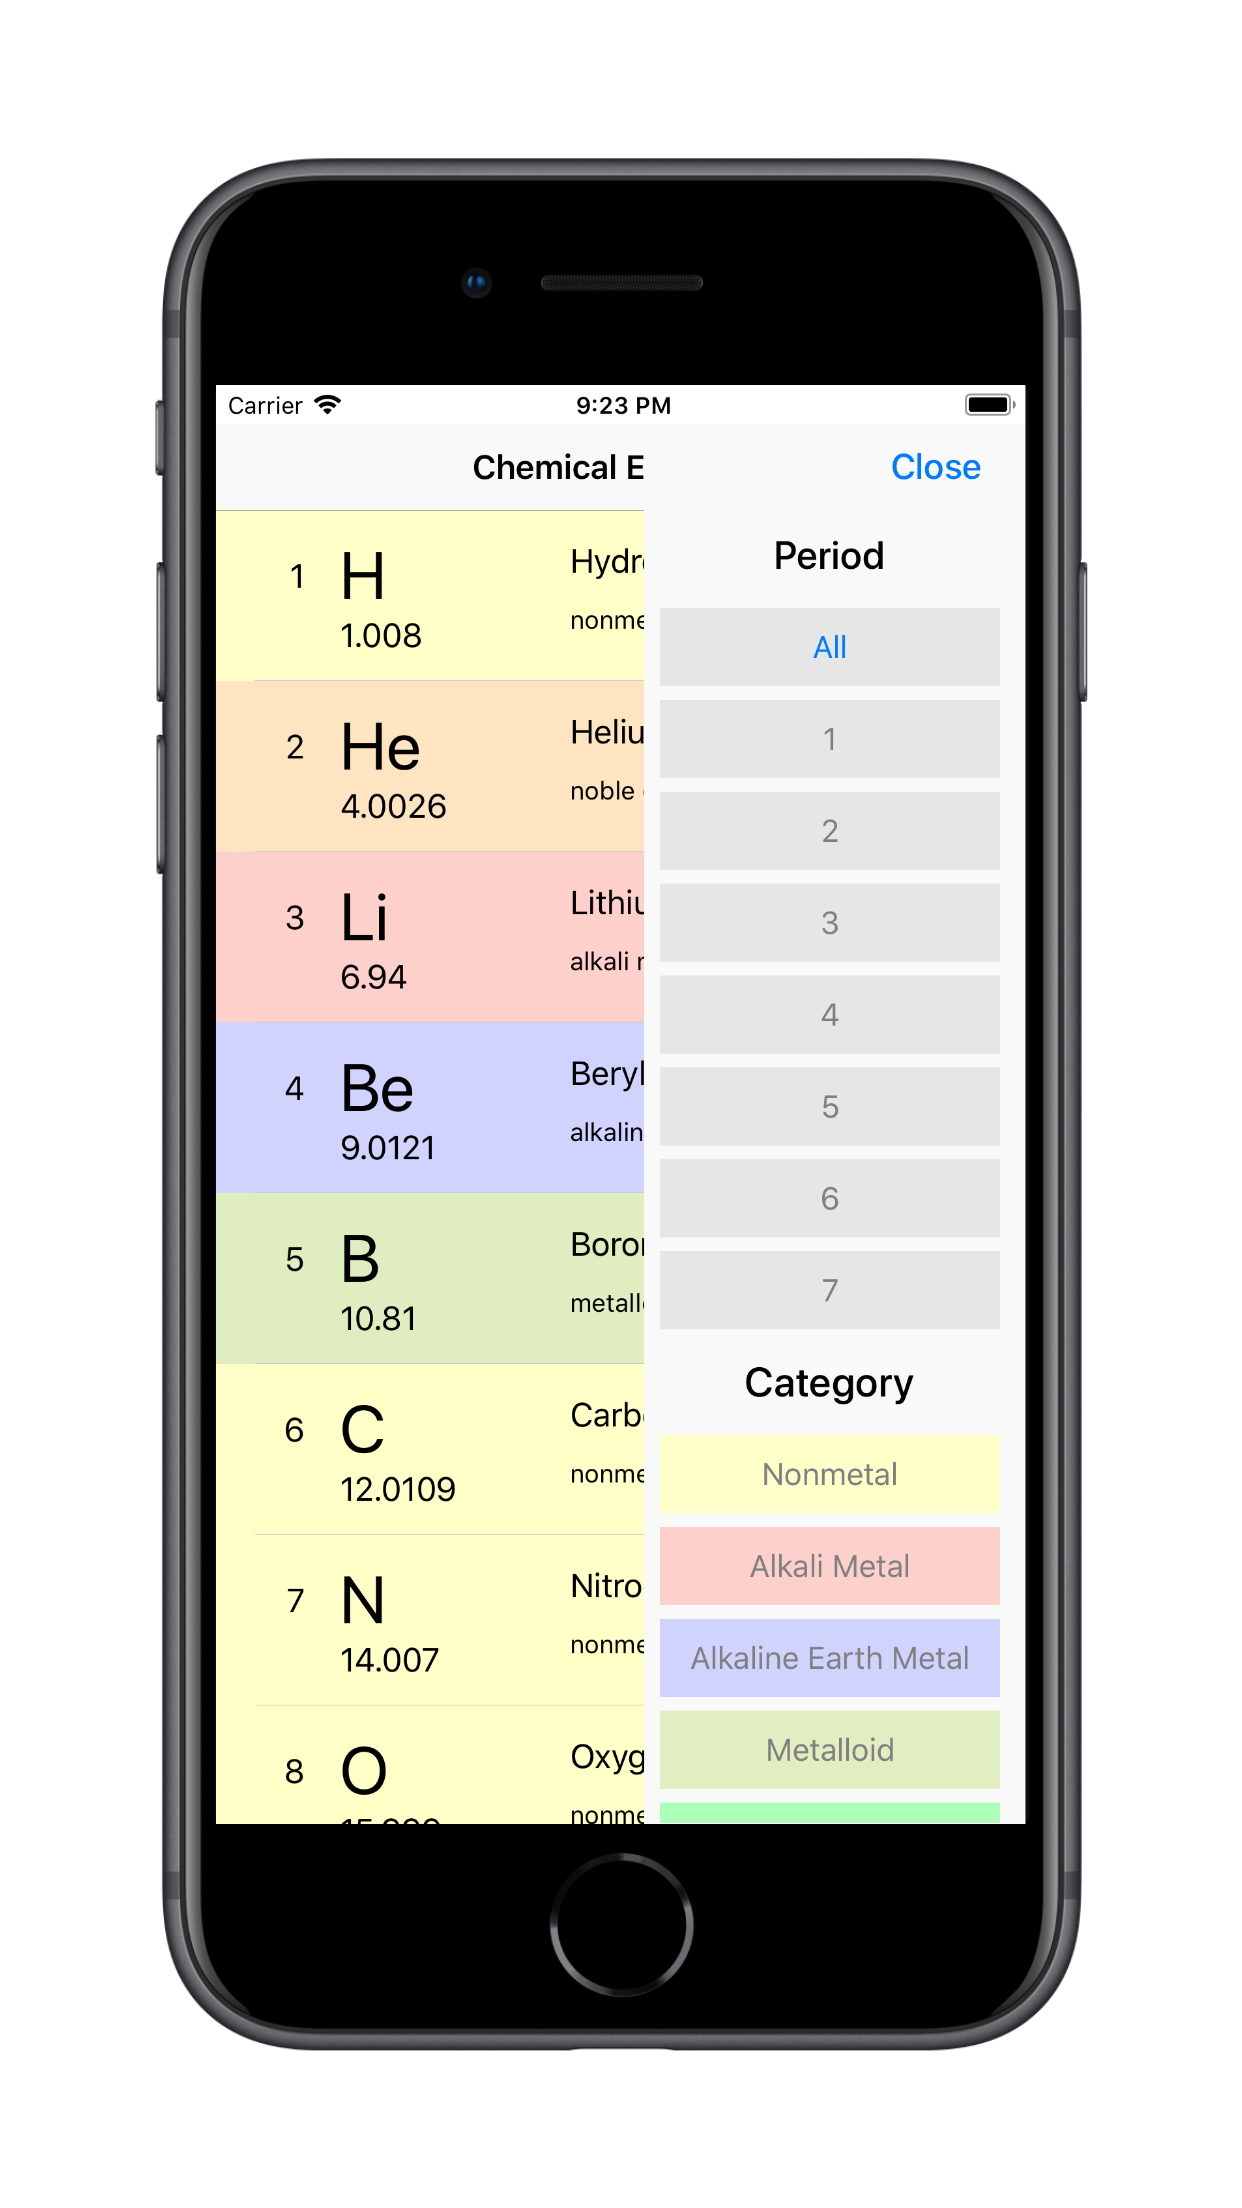 Carrier 9:23 PM
Chemical E
Close
1 H Hydr
1.008 nonme
2 He Heliu
4.0026 noble
3 Li Lithiu
6.94 alkali
4 Be Beryl
9.0121 alkalin
5 B Boron
10.81 metall
6 C Carb
12.0109 nonme
7 N Nitro
14.007 nonme
8 O Oxyg
nonme
Period
All
1
2
3
4
5
6
7
Category
Nonmetal
Alkali Metal
Alkaline Earth Metal
Metalloid